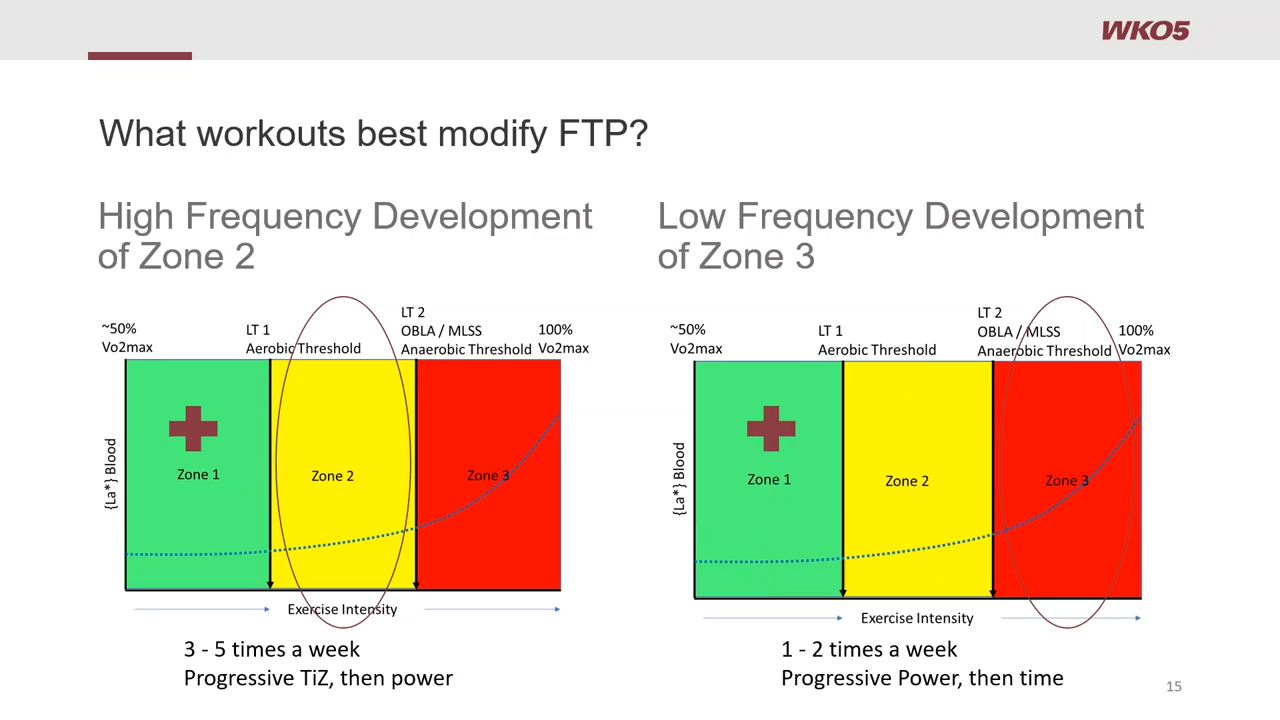 WKO5
What workouts best modify FTP?
High Frequency Development
of Zone 2
~50%
Vo2max
LT 1
Aerobic Threshold
LT 2
OBLA / MLSS
Anaerobic Threshold
100%
Vo2max
{La*} Blood
Zone 1
Zone 2
Zone 3
Exercise Intensity
3 - 5 times a week
Progressive TiZ, then power
Low Frequency Development
of Zone 3
~50%
Vo2max
LT 1
Aerobic Threshold
LT 2
OBLA / MLSS
Anaerobic Threshold
100%
Vo2max
{La*} Blood
Zone 1
Zone 2
Zone 3
Exercise Intensity
1 - 2 times a week
Progressive Power, then time
15